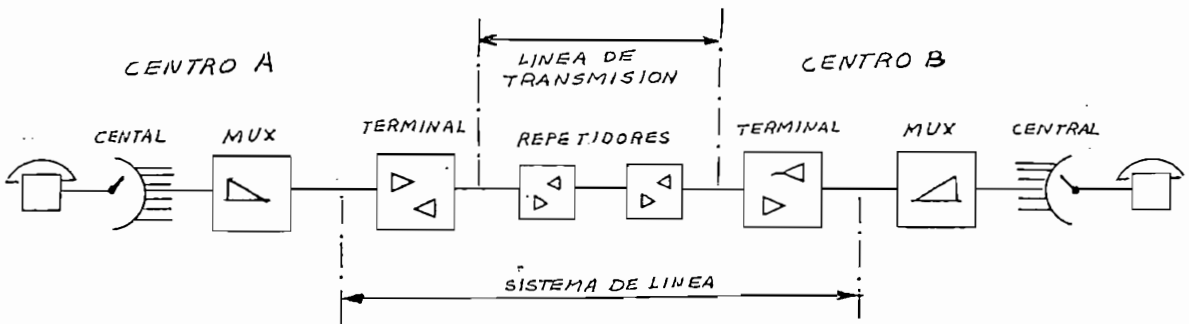 CENTRO A
LINEA DE
TRANSMISION
CENTRO B
CENTAL
MUX
TERMINAL
REPETIDORES
TERMINAL
MUX
CENTRAL
SISTEMA DE LINEA